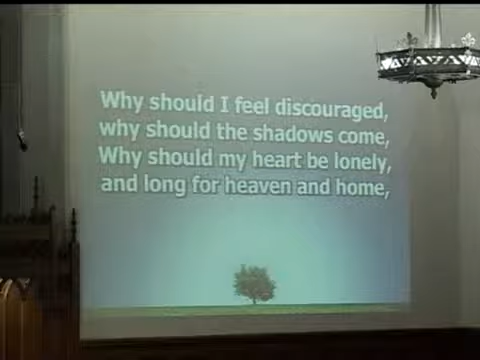 Why should I feel discouraged,
why should the shadows come,
Why should my heart be lonely,
and long for heaven and home,